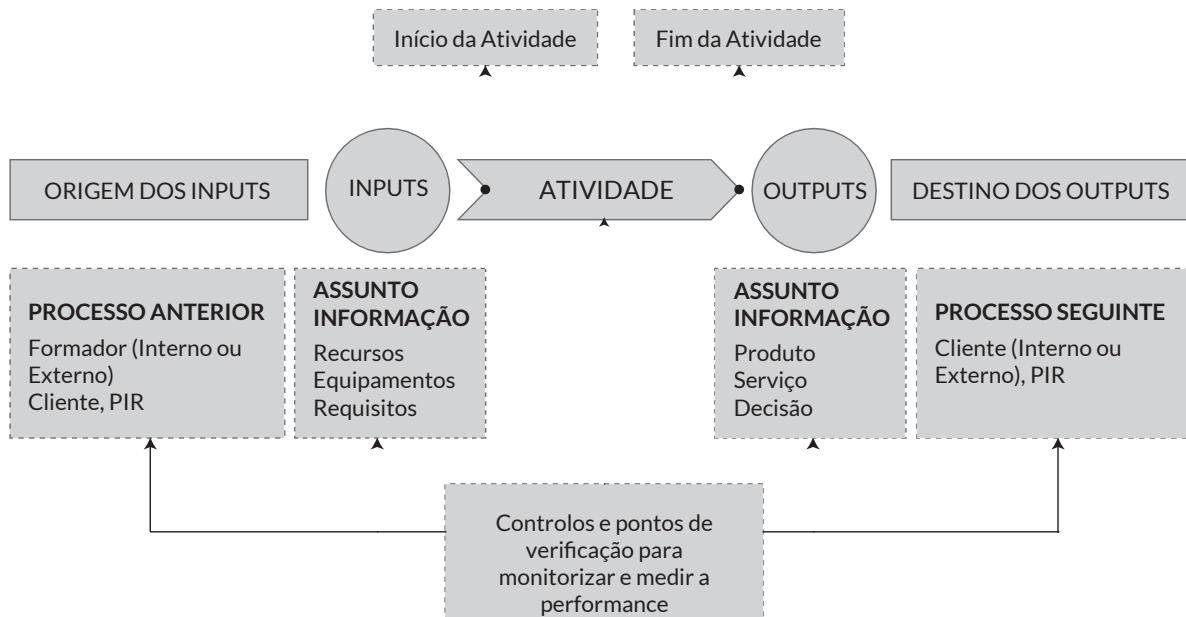 Início da Atividade
Fim da Atividade
ORIGEM DOS INPUTS
INPUTS
ATIVIDADE
OUTPUTS
DESTINO DOS OUTPUTS
PROCESSO ANTERIOR
Formador (Interno ou
Externo)
Cliente, PIR
ASSUNTO
INFORMAÇÃO
Recursos
Equipamentos
Requisitos
ASSUNTO
INFORMAÇÃO
Produto
Serviço
Decisão
PROCESSO SEGUINTE
Cliente (Interno ou
Externo), PIR
Controlos e pontos de
verificação para
monitorizar e medir a
performance